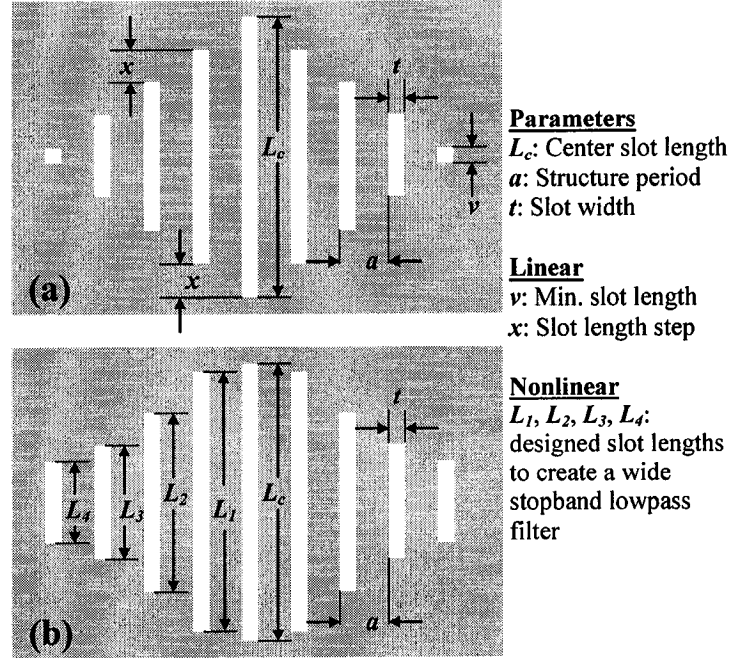 x
t
L_c
v
x
a
(a)
Parameters
L_c: Center slot length
a: Structure period
t: Slot width
Linear
v: Min. slot length
x: Slot length step
t
L_4
L_3
L_2
L_1
L_c
a
(b)
Nonlinear
L_1, L_2, L_3, L_4:
designed slot lengths
to create a wide
stopband lowpass
filter